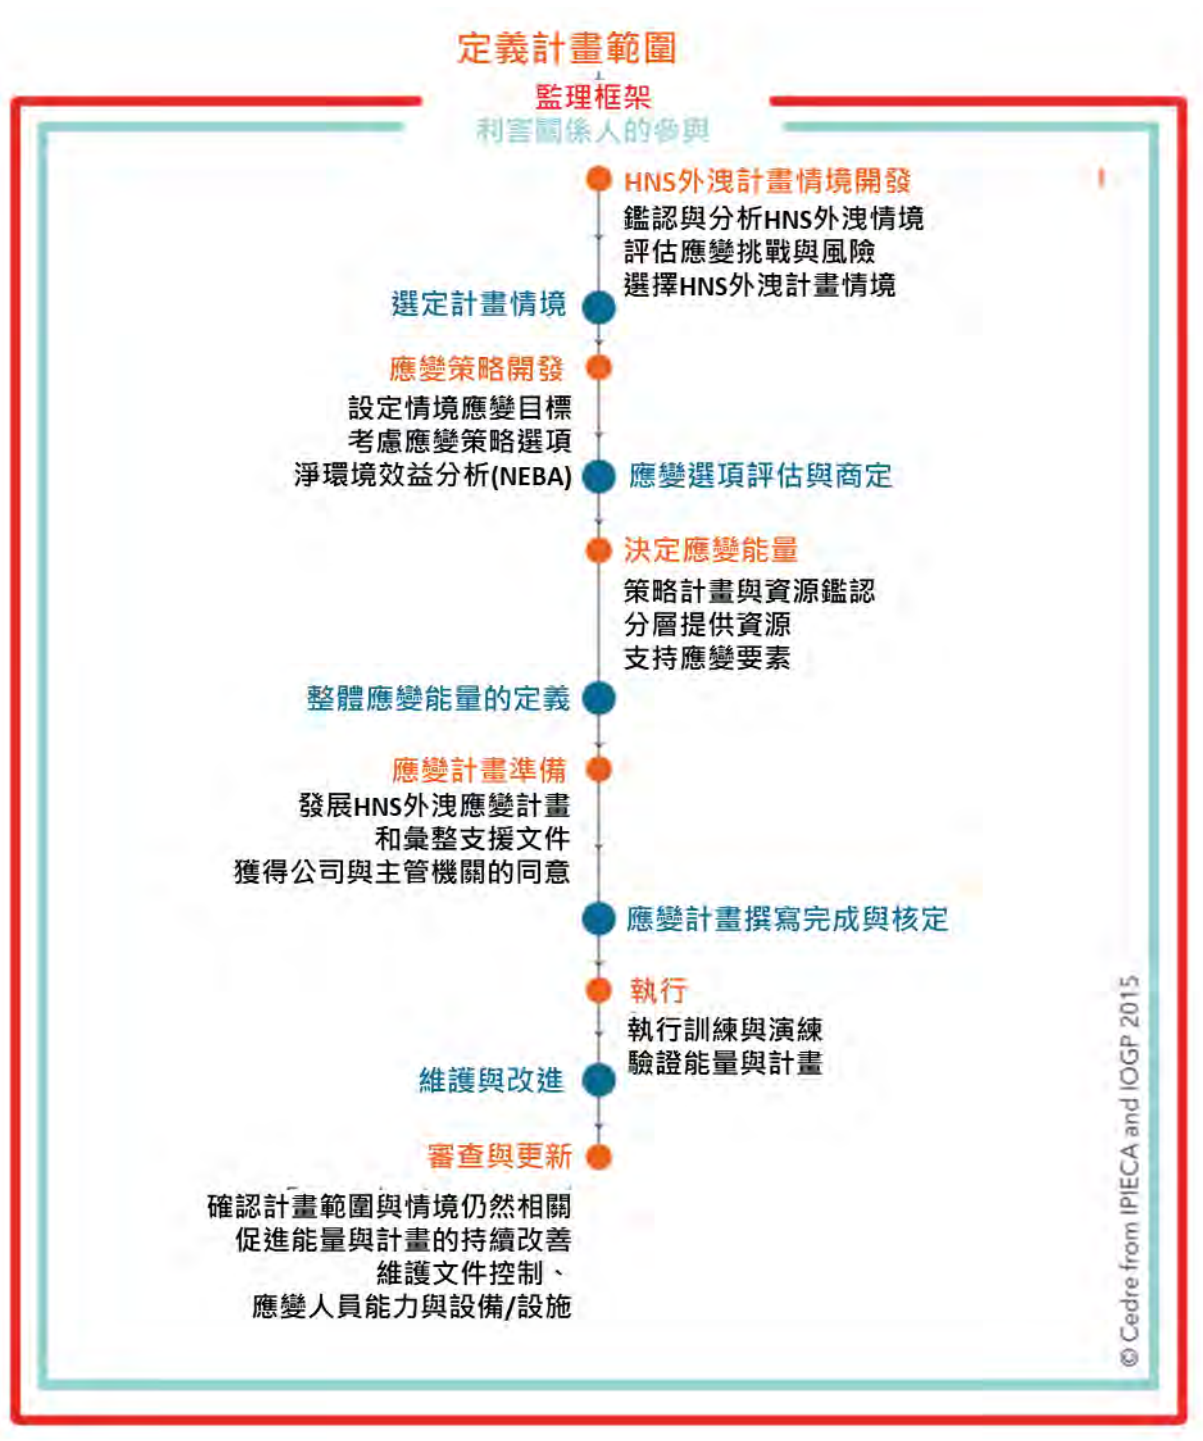 定義計畫範圍
監理框架
利害關係人的參與
HNS外洩計畫情境開發
鑑認與分析HNS外洩情境
評估應變挑戰與風險
選擇HNS外洩計畫情境
選定計畫情境
應變策略開發
設定情境應變目標
考慮應變策略選項
淨環境效益分析(NEBA)
應變選項評估與商定
決定應變能量
策略計畫與資源鑑認
分層提供資源
支持應變要素
整體應變能量的定義
應變計畫準備
發展HNS外洩應變計畫
和彙整支援文件
獲得公司與主管機關的同意
應變計畫撰寫完成與核定
執行
執行訓練與演練
驗證能量與計畫
維護與改進
審查與更新
確認計畫範圍與情境仍然相關
促進能量與計畫的持續改善
維護文件控制、
應變人員能力與設備/設施
© Cedre from IPIECA and IOGP 2015